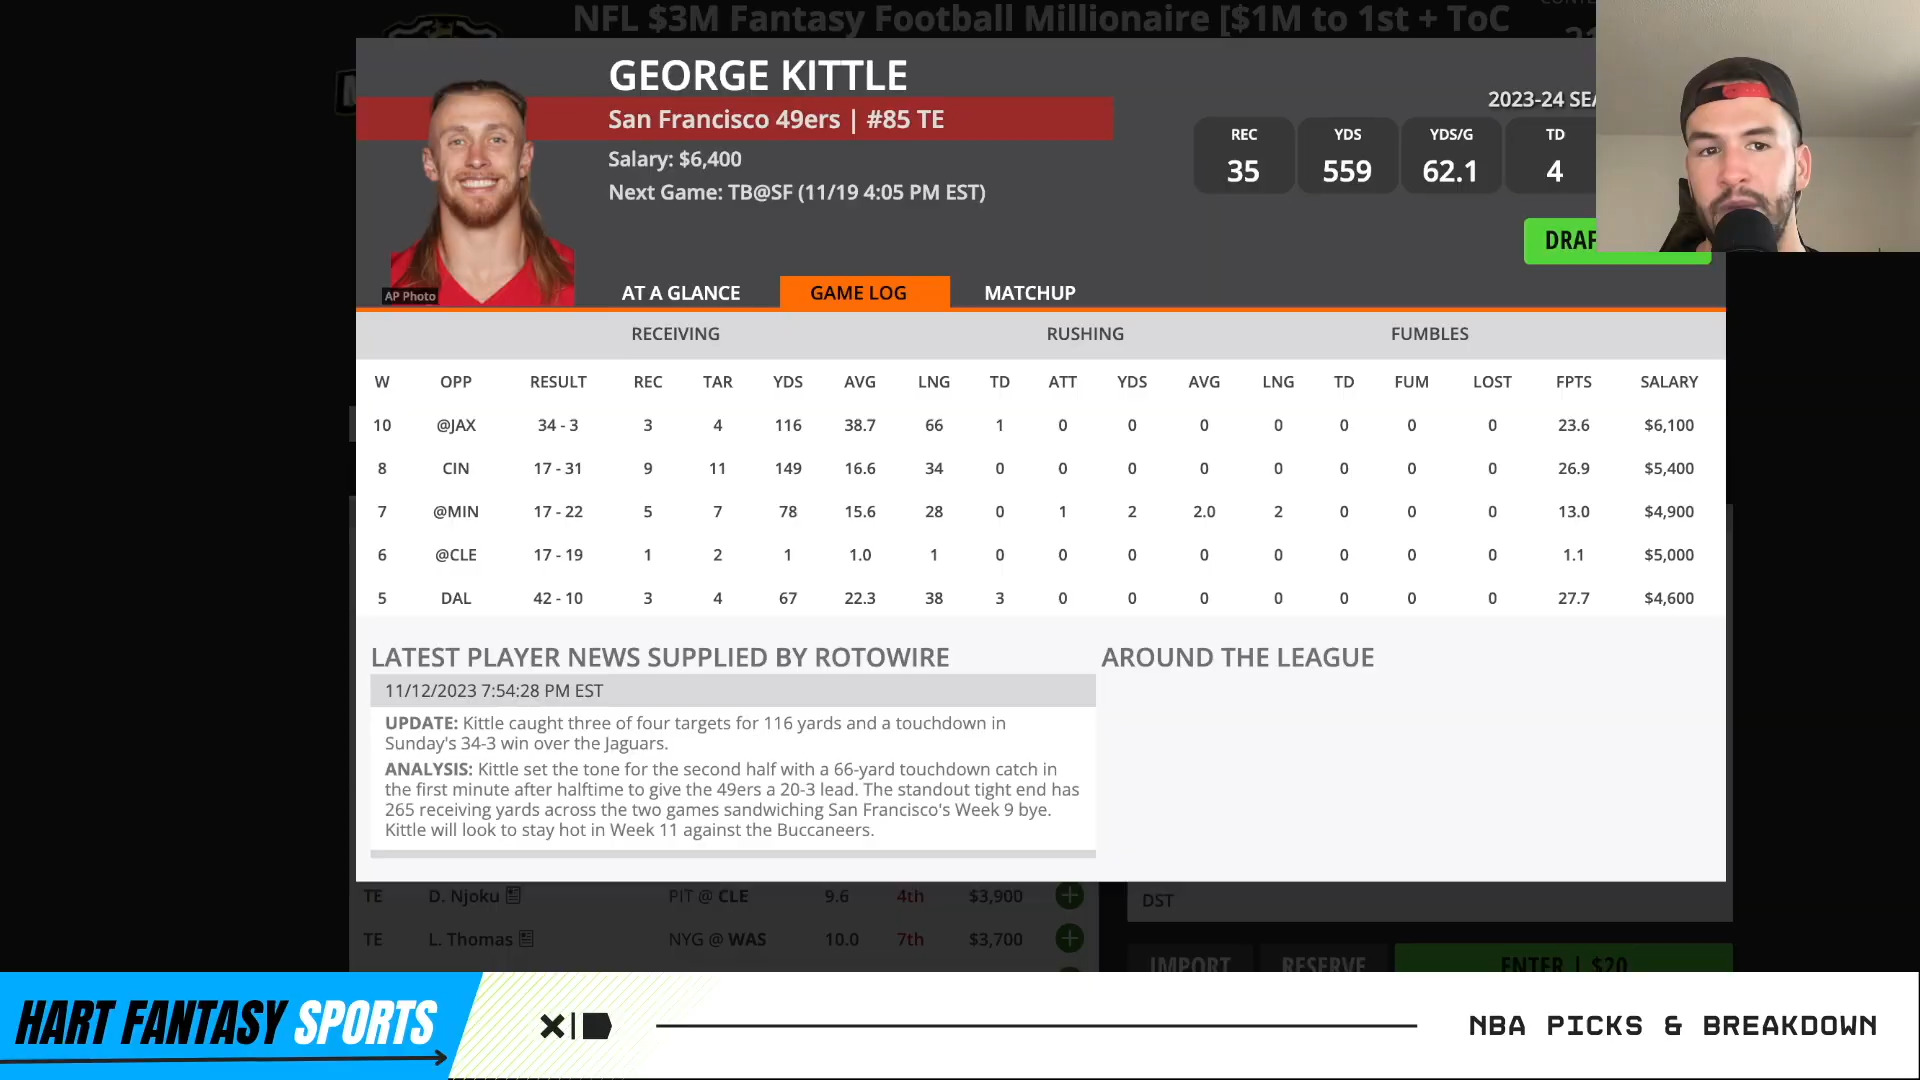 NFL $3M Fantasy Football Millionaire [$1M to 1st + ToC
GEORGE KITTLE
San Francisco 49ers | #85 TE
Salary: $6,400
Next Game: TB@SF (11/19 4:05 PM EST)
AP Photo
2023-24 SEA
REC YDS YDS/G TD
35 559 62.1 4
DRAF
AT A GLANCE GAME LOG MATCHUP
RECEIVING RUSHING FUMBLES
W OPP RESULT REC TAR YDS AVG LNG TD ATT YDS AVG LNG TD FUM LOST FPTS SALARY
10 @JAX 34 - 3 3 4 116 38.7 66 1 0 0 0 0 0 0 0 23.6 $6,100
8 CIN 17 - 31 9 11 149 16.6 34 0 0 0 0 0 0 0 0 26.9 $5,400
7 @MIN 17 - 22 5 7 78 15.6 28 0 1 2 2.0 2 0 0 0 13.0 $4,900
6 @CLE 17 - 19 1 2 1 1.0 1 0 0 0 0 0 0 0 0 1.1 $5,000
5 DAL 42 - 10 3 4 67 22.3 38 3 0 0 0 0 0 0 0 27.7 $4,600
LATEST PLAYER NEWS SUPPLIED BY ROTOWIRE
11/12/2023 7:54:28 PM EST
UPDATE: Kittle caught three of four targets for 116 yards and a touchdown in
Sunday's 34-3 win over the Jaguars.
ANALYSIS: Kittle set the tone for the second half with a 66-yard touchdown catch in
the first minute after halftime to give the 49ers a 20-3 lead. The standout tight end has
265 receiving yards across the two games sandwiching San Francisco's Week 9 bye.
Kittle will look to stay hot in Week 11 against the Buccaneers.
AROUND THE LEAGUE
TE D. Njoku PIT @ CLE 9.6 4th $3,900
TE L. Thomas NYG @ WAS 10.0 7th $3,700
DST
IMPORT RESERVE ENTER | $20
HART FANTASY SPORTS
NBA PICKS & BREAKDOWN